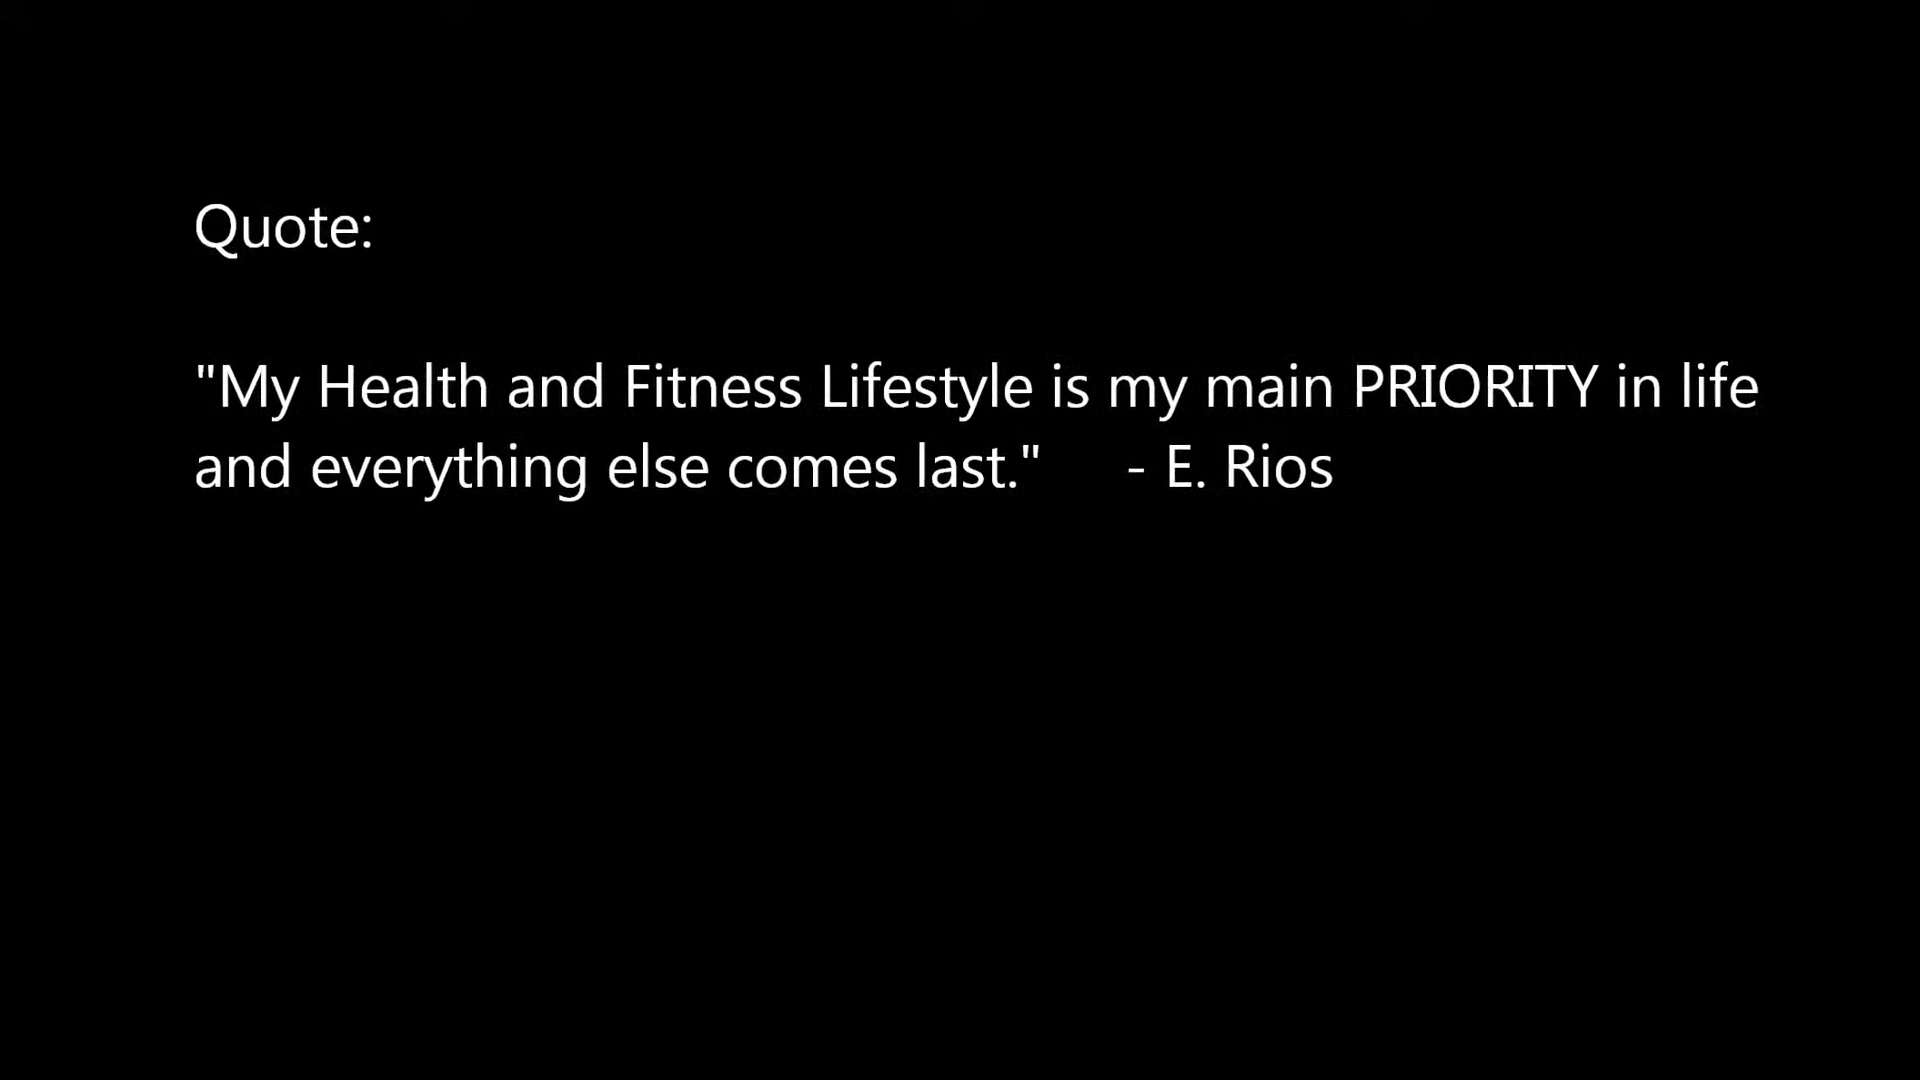 Quote:
"My Health and Fitness Lifestyle is my main PRIORITY in life
and everything else comes last."     - E. Rios